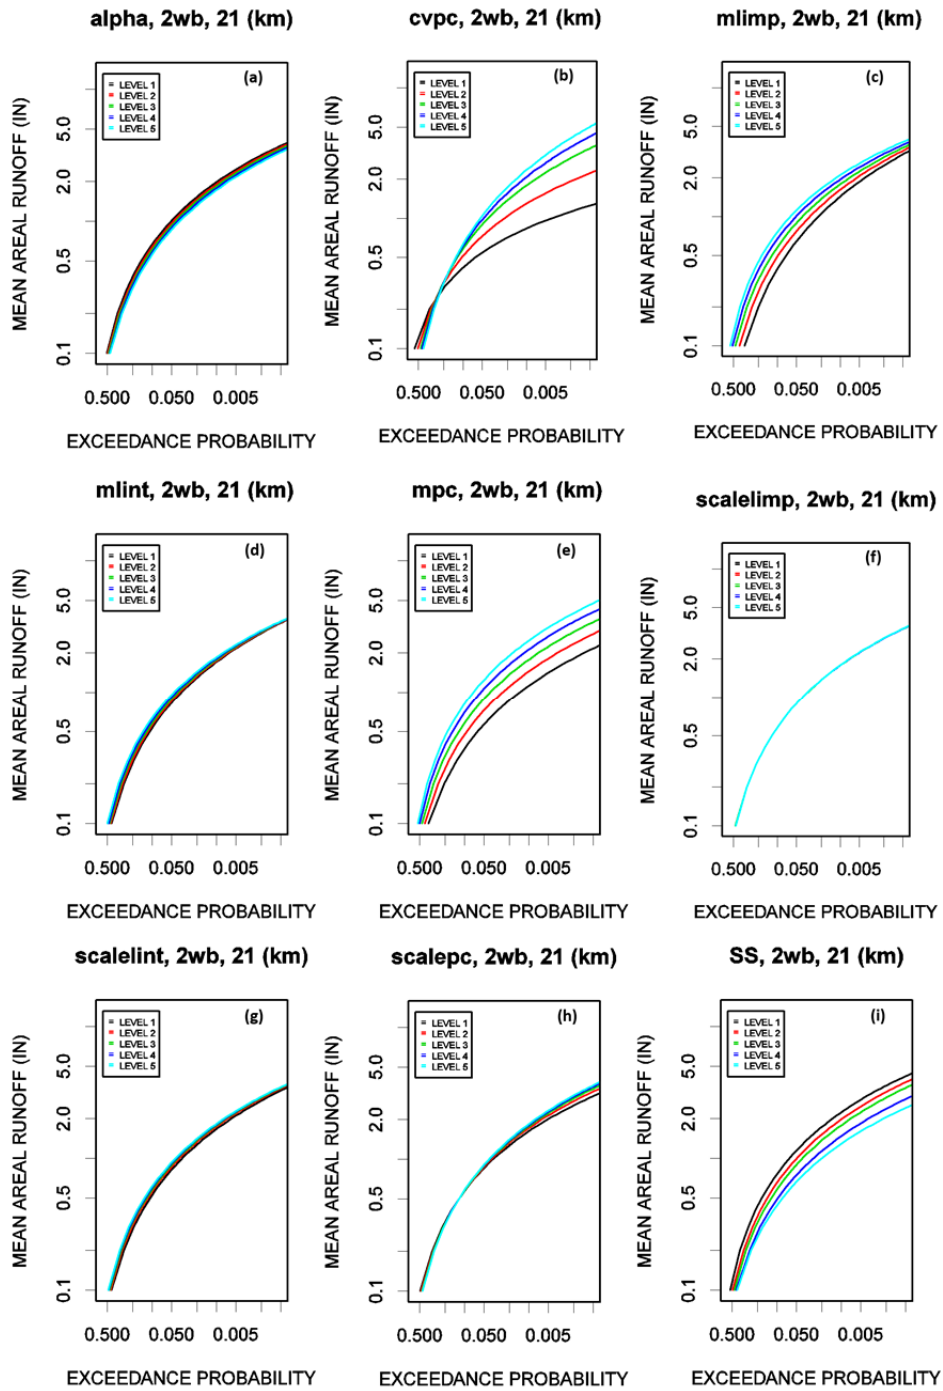 alpha, 2wb, 21 (km)
MEAN AREAL RUNOFF (IN)
0.1 0.5 2.0 5.0
(a)
LEVEL 1
LEVEL 2
LEVEL 3
LEVEL 4
LEVEL 5
0.500 0.050 0.005
EXCEEDANCE PROBABILITY
cvpc, 2wb, 21 (km)
MEAN AREAL RUNOFF (IN)
0.1 0.5 2.0 5.0
(b)
LEVEL 1
LEVEL 2
LEVEL 3
LEVEL 4
LEVEL 5
0.500 0.050 0.005
EXCEEDANCE PROBABILITY
mlimp, 2wb, 21 (km)
MEAN AREAL RUNOFF (IN)
0.1 0.5 2.0 5.0
(c)
LEVEL 1
LEVEL 2
LEVEL 3
LEVEL 4
LEVEL 5
0.500 0.050 0.005
EXCEEDANCE PROBABILITY
mlint, 2wb, 21 (km)
MEAN AREAL RUNOFF (IN)
0.1 0.5 2.0 5.0
(d)
LEVEL 1
LEVEL 2
LEVEL 3
LEVEL 4
LEVEL 5
0.500 0.050 0.005
EXCEEDANCE PROBABILITY
mpc, 2wb, 21 (km)
MEAN AREAL RUNOFF (IN)
0.1 0.5 2.0 5.0
(e)
LEVEL 1
LEVEL 2
LEVEL 3
LEVEL 4
LEVEL 5
0.500 0.050 0.005
EXCEEDANCE PROBABILITY
scalelimp, 2wb, 21 (km)
MEAN AREAL RUNOFF (IN)
0.1 0.5 2.0 5.0
(f)
LEVEL 1
LEVEL 2
LEVEL 3
LEVEL 4
LEVEL 5
0.500 0.050 0.005
EXCEEDANCE PROBABILITY
scalelint, 2wb, 21 (km)
MEAN AREAL RUNOFF (IN)
0.1 0.5 2.0 5.0
(g)
LEVEL 1
LEVEL 2
LEVEL 3
LEVEL 4
LEVEL 5
0.500 0.050 0.005
EXCEEDANCE PROBABILITY
scalepc, 2wb, 21 (km)
MEAN AREAL RUNOFF (IN)
0.1 0.5 2.0 5.0
(h)
LEVEL 1
LEVEL 2
LEVEL 3
LEVEL 4
LEVEL 5
0.500 0.050 0.005
EXCEEDANCE PROBABILITY
SS, 2wb, 21 (km)
MEAN AREAL RUNOFF (IN)
0.1 0.5 2.0 5.0
(i)
LEVEL 1
LEVEL 2
LEVEL 3
LEVEL 4
LEVEL 5
0.500 0.050 0.005
EXCEEDANCE PROBABILITY